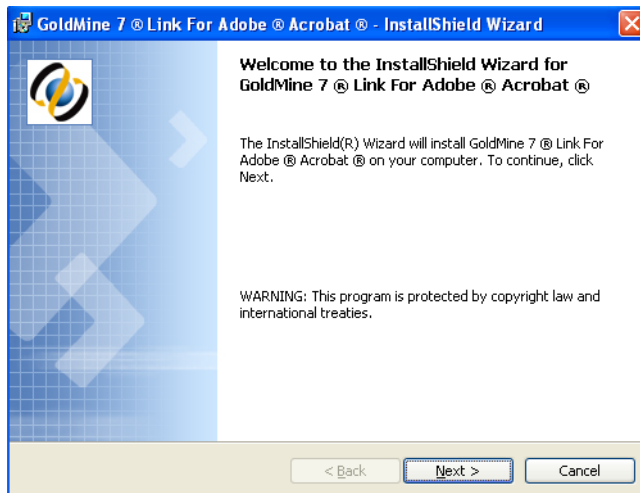 GoldMine 7 ® Link For Adobe ® Acrobat ® - InstallShield Wizard
Welcome to the InstallShield Wizard for
GoldMine 7 ® Link For Adobe ® Acrobat ®
The InstallShield(R) Wizard will install GoldMine 7 ® Link For
Adobe ® Acrobat ® on your computer. To continue, click
Next.
WARNING: This program is protected by copyright law and
international treaties.
< Back
Next >
Cancel